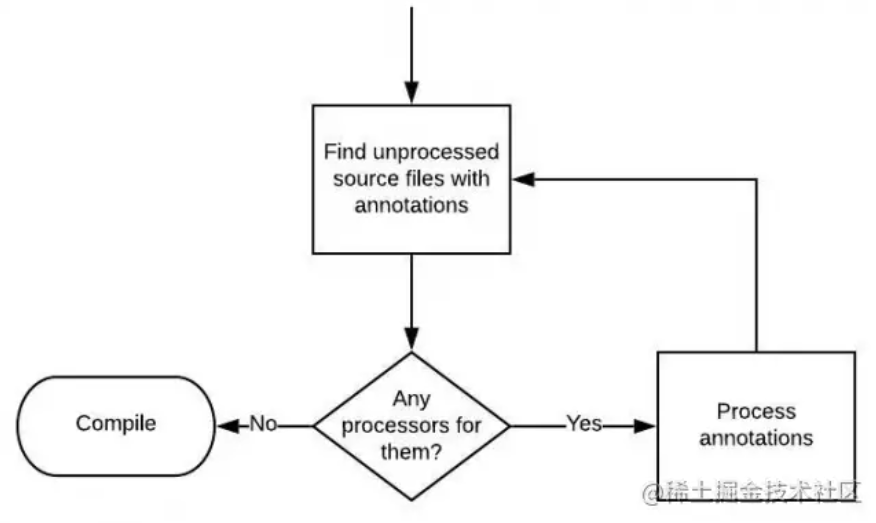 Find unprocessed
source files with
annotations
Any
processors for
them?
No
Yes
Compile
Process
annotations
@稀土掘金技术社区